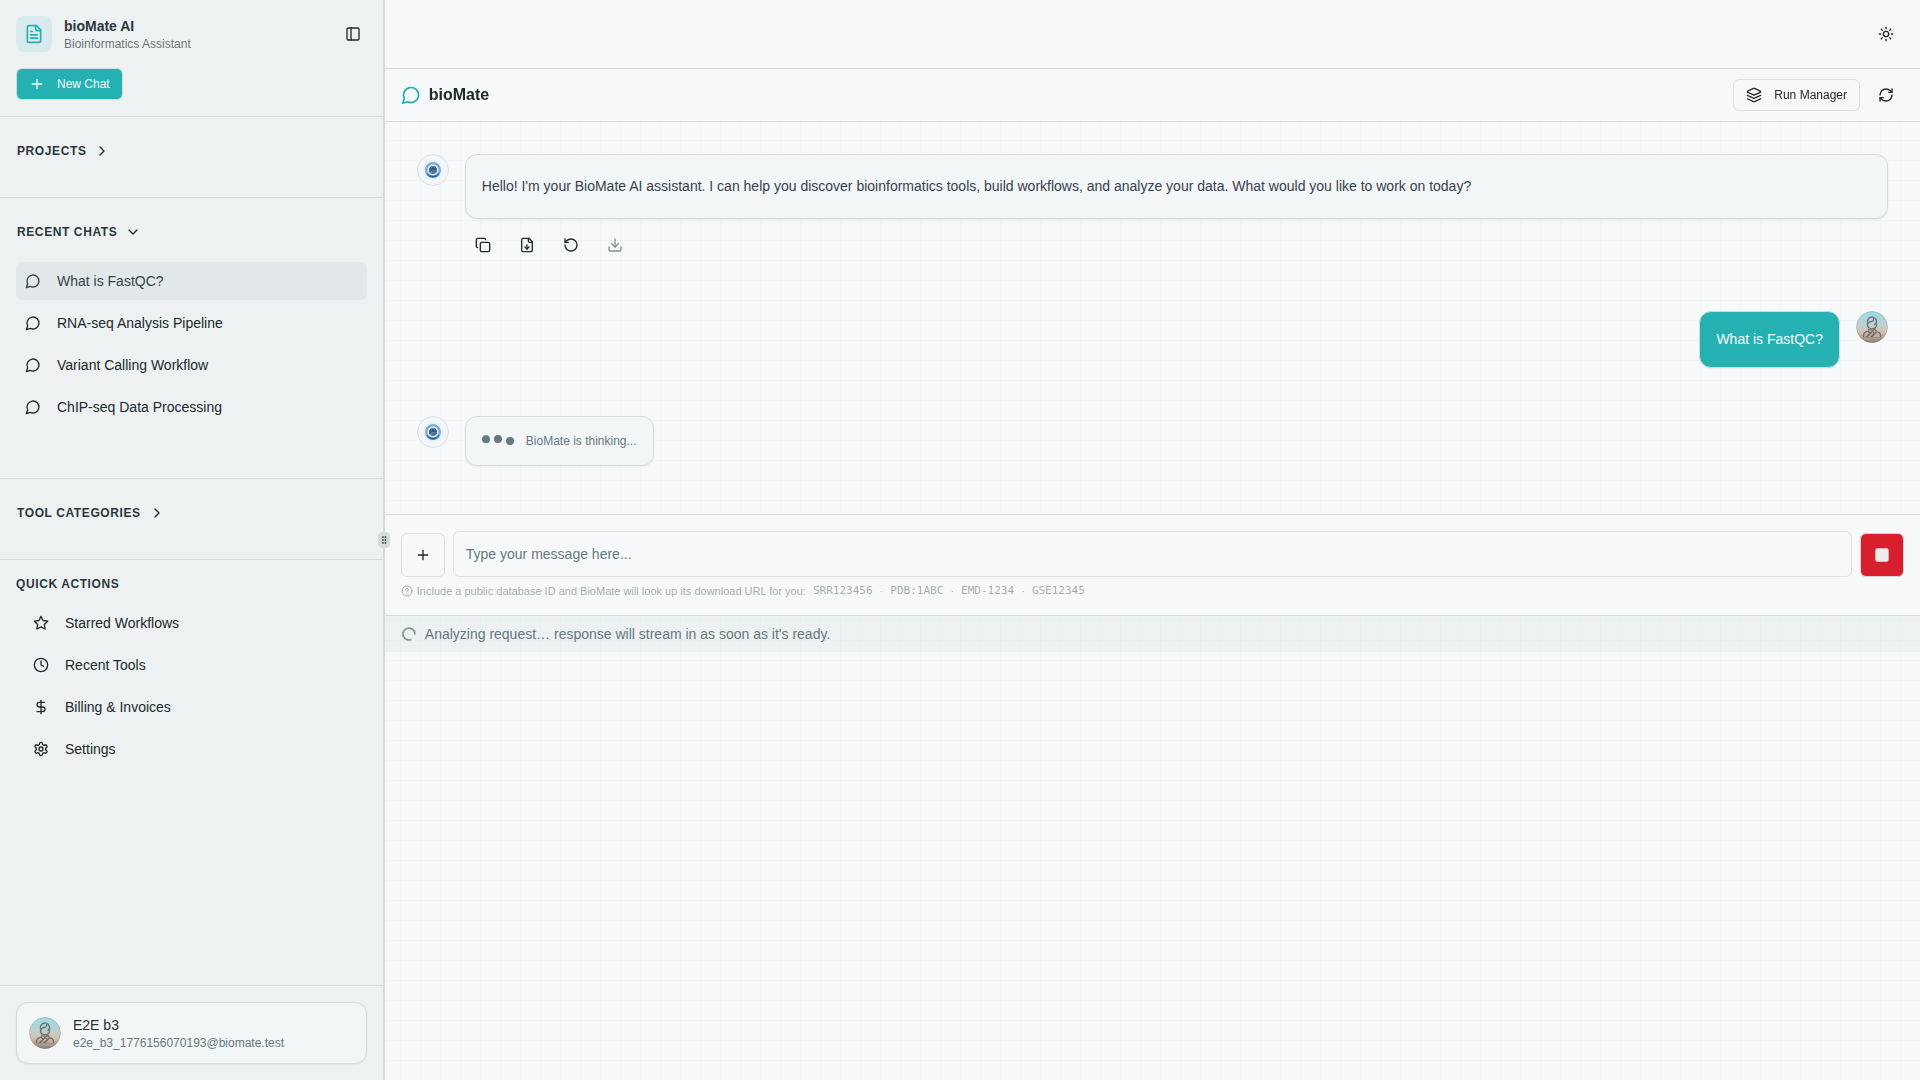 bioMate AI
Bioinformatics Assistant
New Chat
PROJECTS
RECENT CHATS
What is FastQC?
RNA-seq Analysis Pipeline
Variant Calling Workflow
ChIP-seq Data Processing
TOOL CATEGORIES
QUICK ACTIONS
Starred Workflows
Recent Tools
Billing & Invoices
Settings
E2E b3
e2e_b3_1776156070193@biomate.test
bioMate
Run Manager
Hello! I'm your BioMate AI assistant. I can help you discover bioinformatics tools, build workflows, and analyze your data. What would you like to work on today?
What is FastQC?
BioMate is thinking...
Type your message here...
Include a public database ID and BioMate will look up its download URL for you: SRR123456 · PDB:1ABC · EMD-1234 · GSE12345
Analyzing request… response will stream in as soon as it's ready.